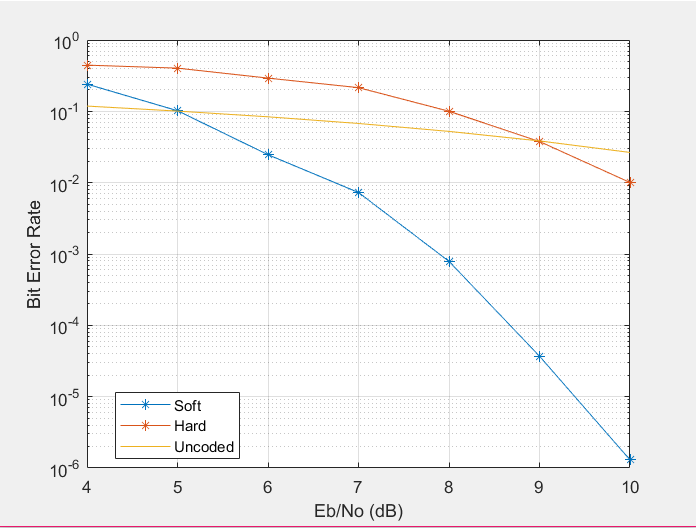 10^0
10^-1
10^-2
10^-3
10^-4
10^-5
10^-6
Bit Error Rate
Soft
Hard
Uncoded
4 5 6 7 8 9 10
Eb/No (dB)